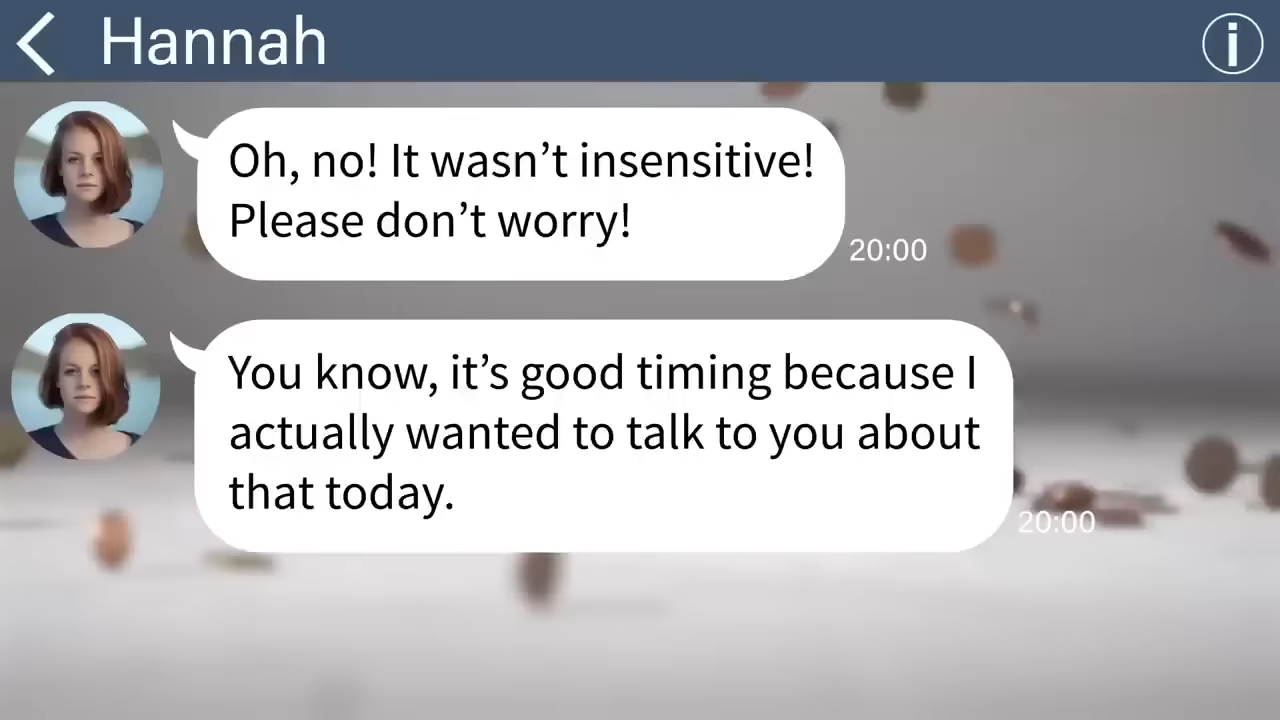 Hannah
Oh, no! It wasn’t insensitive!
Please don’t worry!
20:00
You know, it’s good timing because I
actually wanted to talk to you about
that today.
20:00